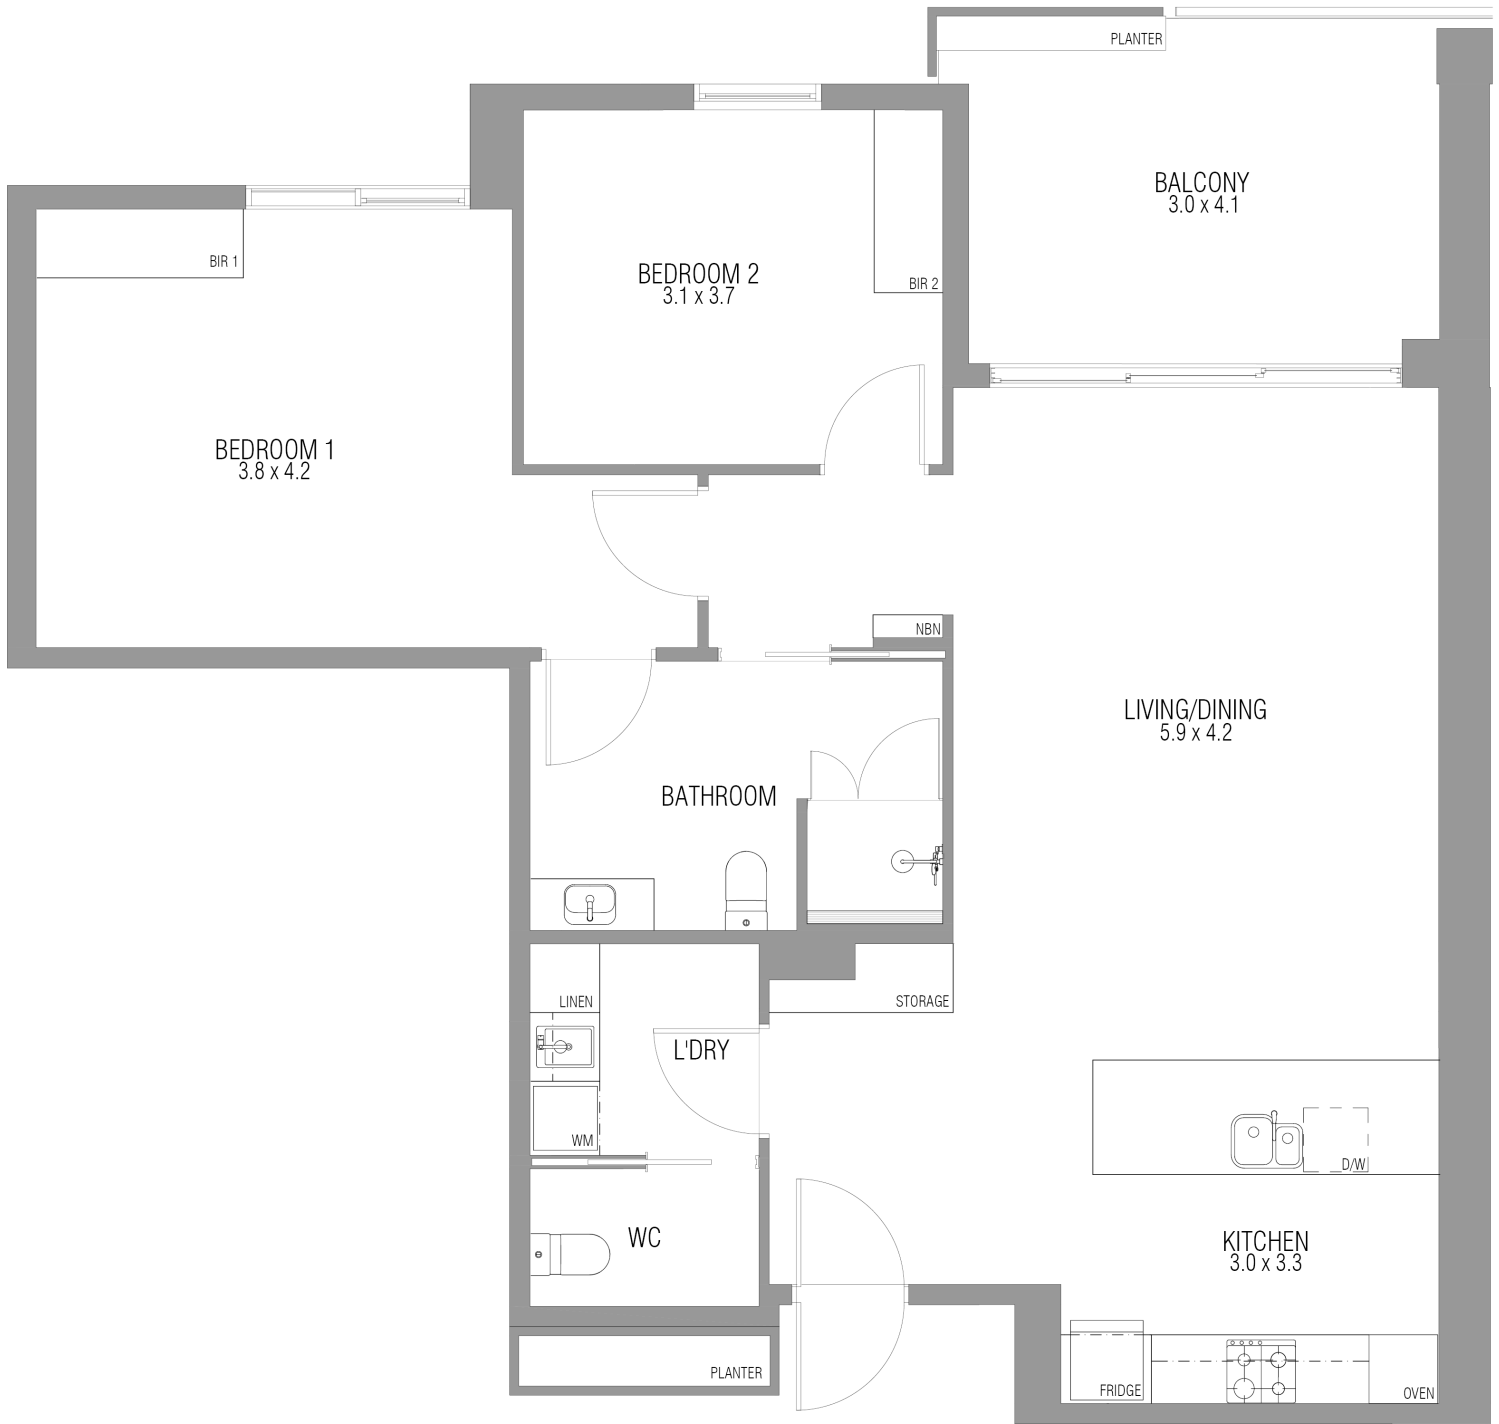 PLANTER
BALCONY
3.0 x 4.1
BIR 1
BEDROOM 2
3.1 x 3.7
BIR 2
BEDROOM 1
3.8 x 4.2
NBN
LIVING/DINING
5.9 x 4.2
BATHROOM
LINEN
STORAGE
L'DRY
WM
D/W
WC
KITCHEN
3.0 x 3.3
PLANTER
FRIDGE
OVEN